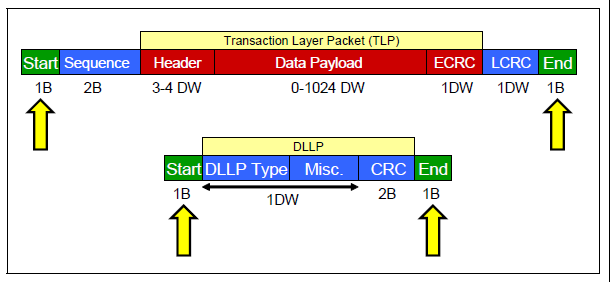 Transaction Layer Packet (TLP)
Start Sequence Header Data Payload ECRC LCRC End
1B 2B 3-4 DW 0-1024 DW 1DW 1DW 1B
DLLP
Start DLLP Type Misc. CRC End
1B 1DW 2B 1B